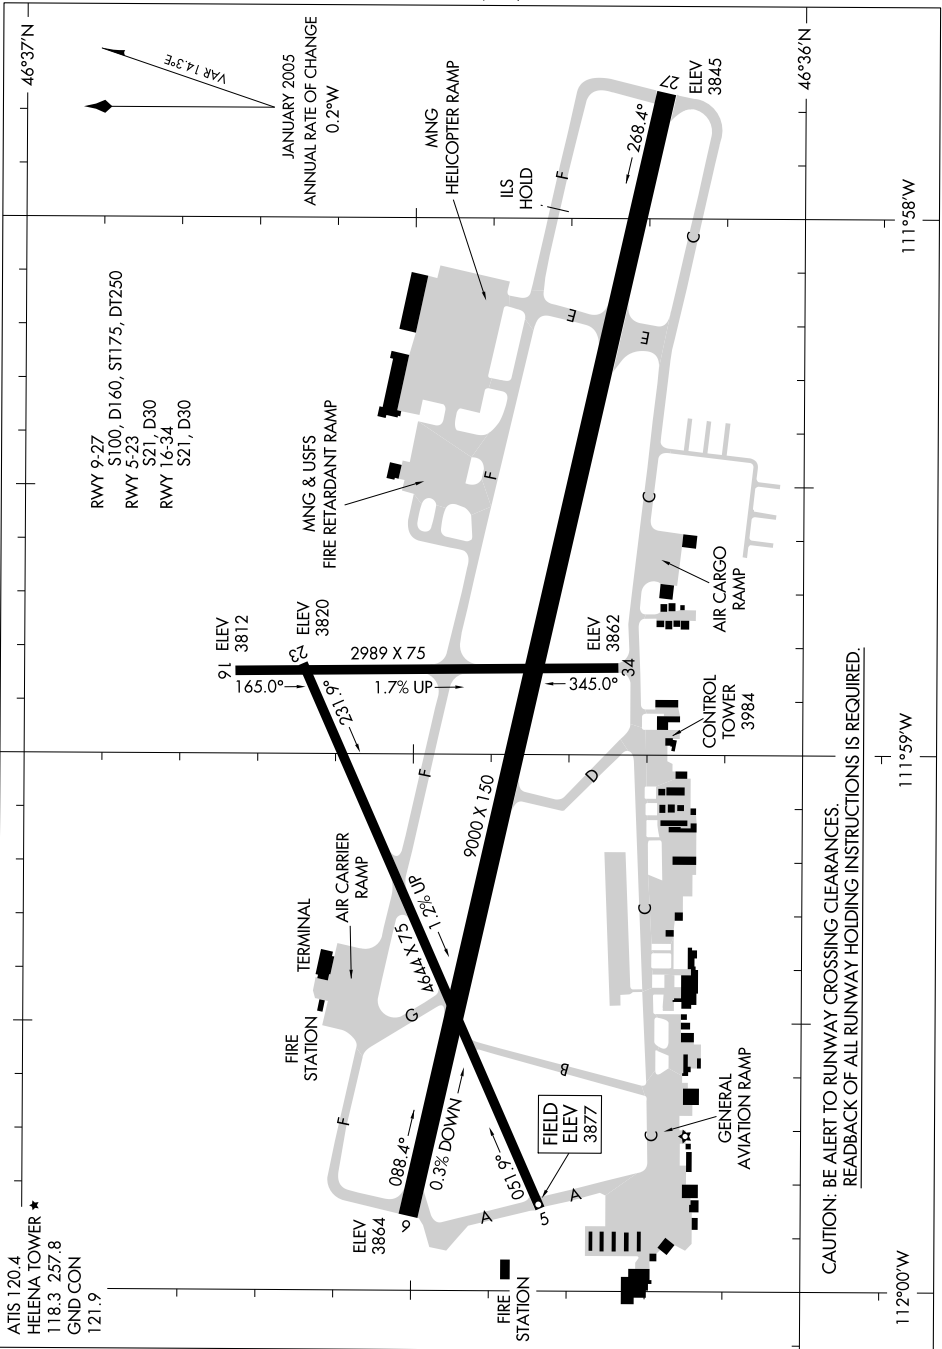 ATIS 120.4
HELENA TOWER ★
118.3 257.8
GND CON
121.9
VAR 14.3°E
JANUARY 2005
ANNUAL RATE OF CHANGE
0.2°W
46°37'N
46°36'N
111°58'W
111°59'W
112°00'W
RWY 9-27
S100, D160, ST175, DT250
RWY 5-23
S21, D30
RWY 16-34
S21, D30
MNG
HELICOPTER RAMP
ILS
HOLD
MNG & USFS
FIRE RETARDANT RAMP
27
ELEV
3845
268.4°
F
C
E
E
F
C
16
ELEV
3812
23
ELEV
3820
165.0°
2989 X 75
1.7% UP
345.0°
ELEV
3862
34
231.9°
AIR CARGO
RAMP
CONTROL
TOWER
3984
F
D
9000 X 150
AIR CARRIER
RAMP
TERMINAL
FIRE
STATION
4644 X 75
1.2% UP
G
C
B
F
088.4°
0.3% DOWN
051.9°
FIELD
ELEV
3877
C
GENERAL
AVIATION RAMP
ELEV
3864
9
A
5
A
FIRE
STATION
CAUTION: BE ALERT TO RUNWAY CROSSING CLEARANCES.
READBACK OF ALL RUNWAY HOLDING INSTRUCTIONS IS REQUIRED.